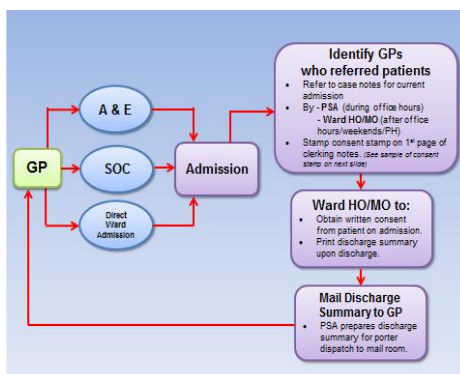 GP
A & E
SOC
Direct
Ward
Admission
Admission
Identify GPs
who referred patients
• Refer to case notes for current
admission
• By - PSA (during office hours)
- Ward HO/MO (after office
hours/weekends/PH)
• Stamp consent stamp on 1st page of
clerking notes. (See sample of consent
stamp on next slide)
Ward HO/MO to:
• Obtain written consent
from patient on admission.
• Print discharge summary
upon discharge.
Mail Discharge
Summary to GP
• PSA prepares discharge
summary for porter
dispatch to mail room.